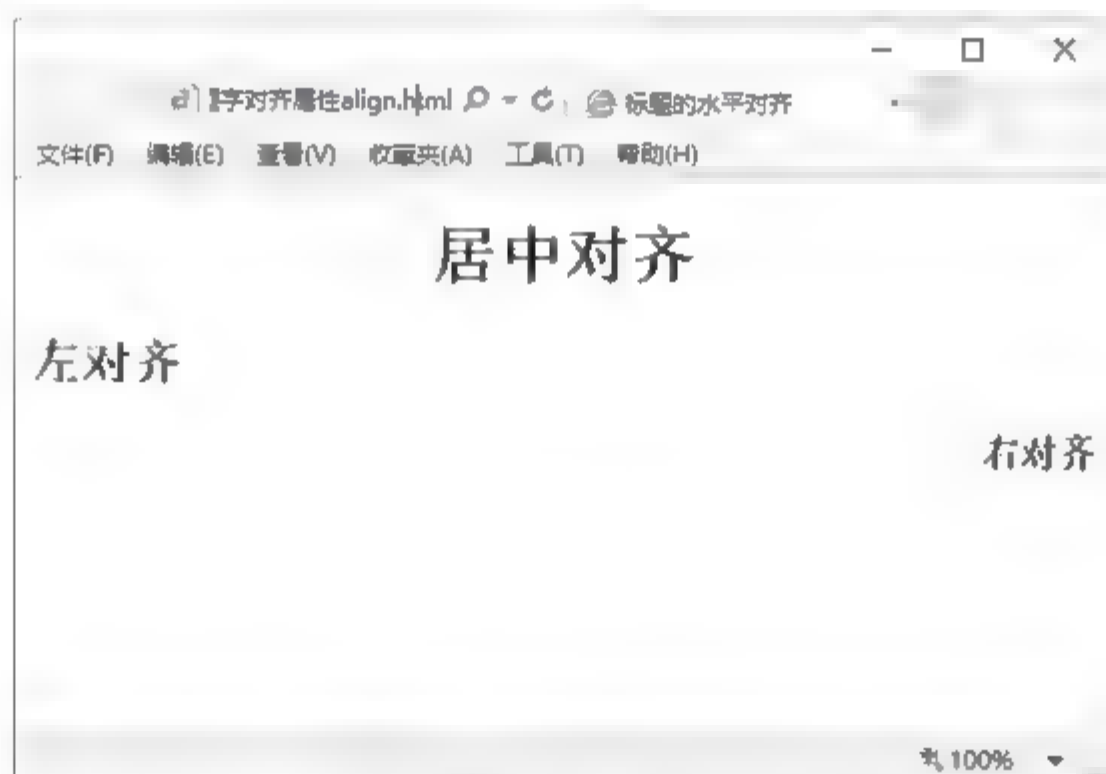 字对齐属性align.html 标题的水平对齐
文件(F) 编辑(E) 查看(V) 收藏夹(A) 工具(T) 帮助(H)
居中对齐
左对齐
右对齐
100%